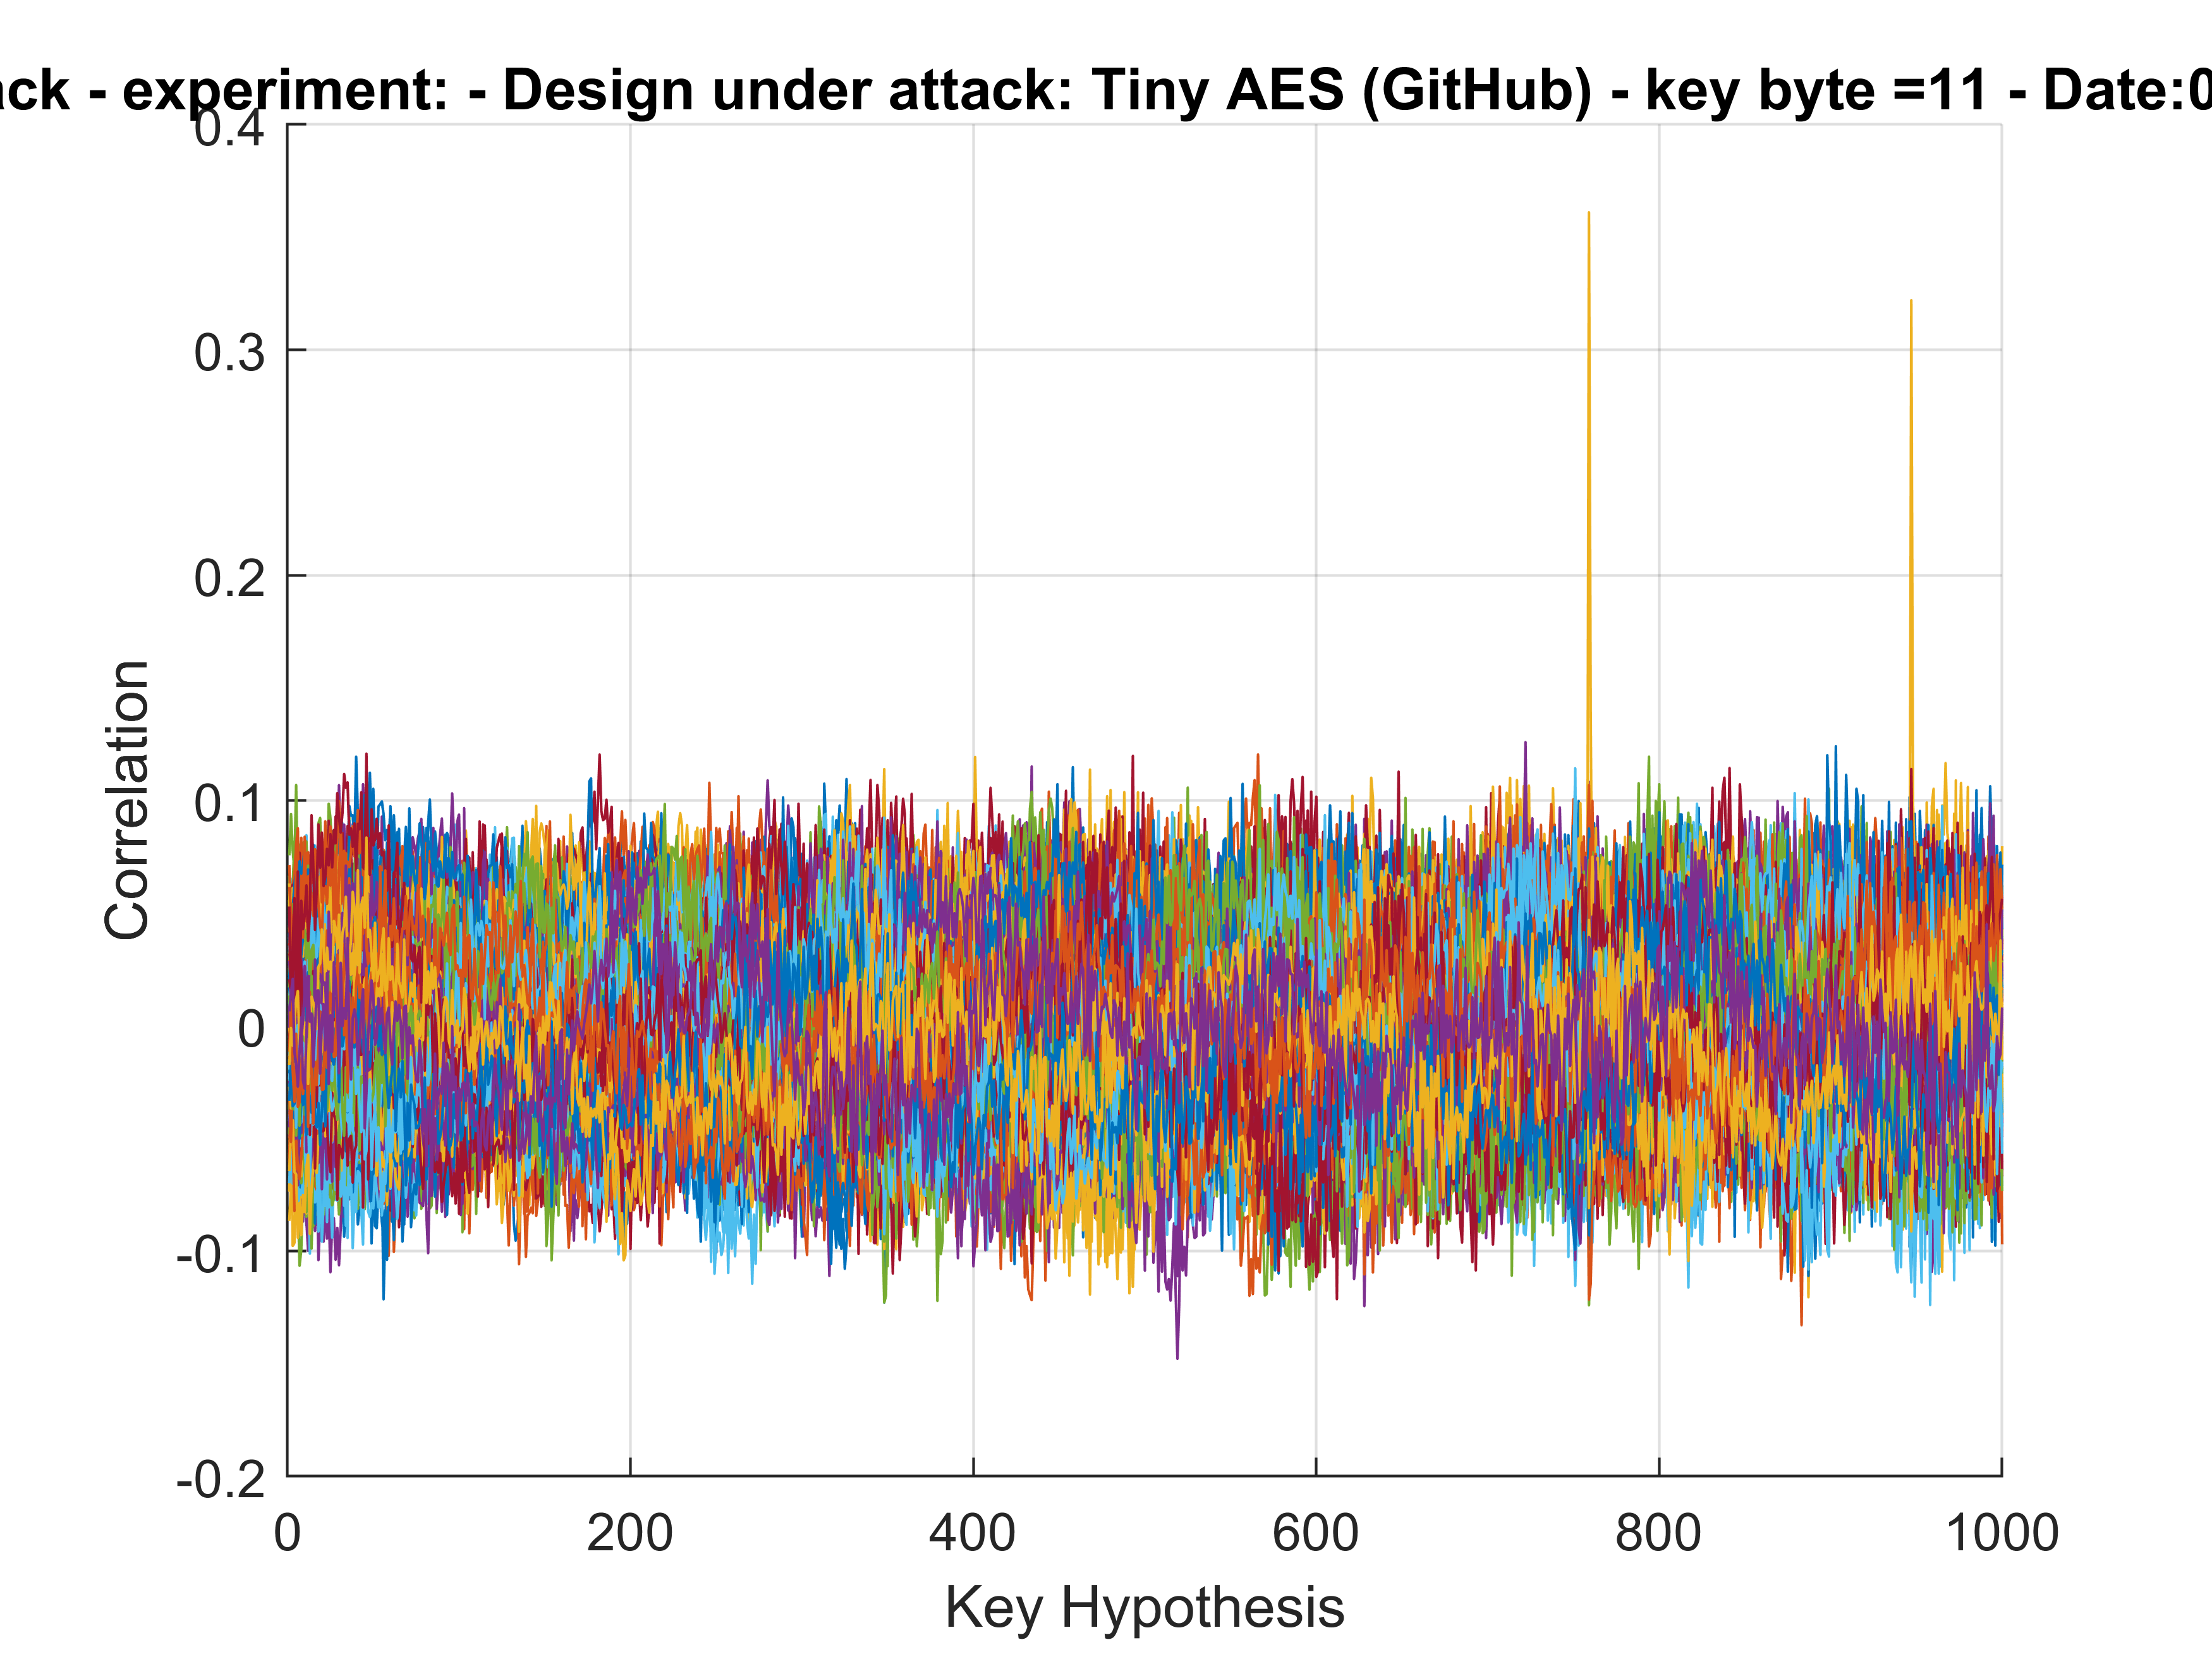 - experiment: - Design under attack: Tiny AES (GitHub) - key byte =11 - Date:0
0.4
0.3
0.2
0.1
0
-0.1
-0.2
Correlation
0 200 400 600 800 1000
Key Hypothesis